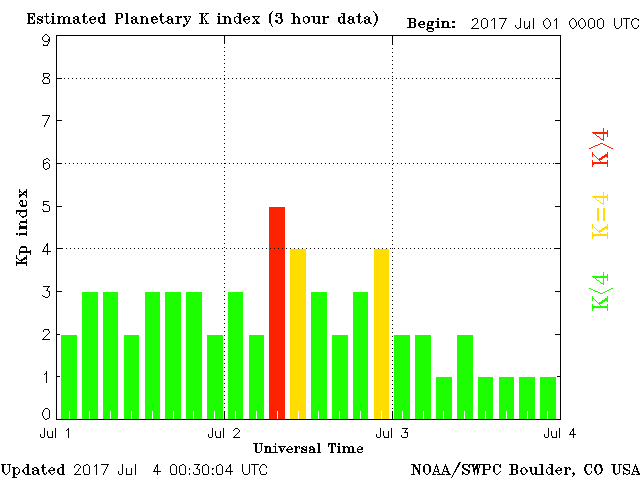 Estimated Planetary K index (3 hour data) Begin: 2017 Jul 01 0000 UTC
9
8
7
6
5
4
3
2
1
0
Kp index
K>4
K=4
K<4
Jul 1 Jul 2 Jul 3 Jul 4
Universal Time
Updated 2017 Jul 4 00:30:04 UTC NOAA/SWPC Boulder, CO USA